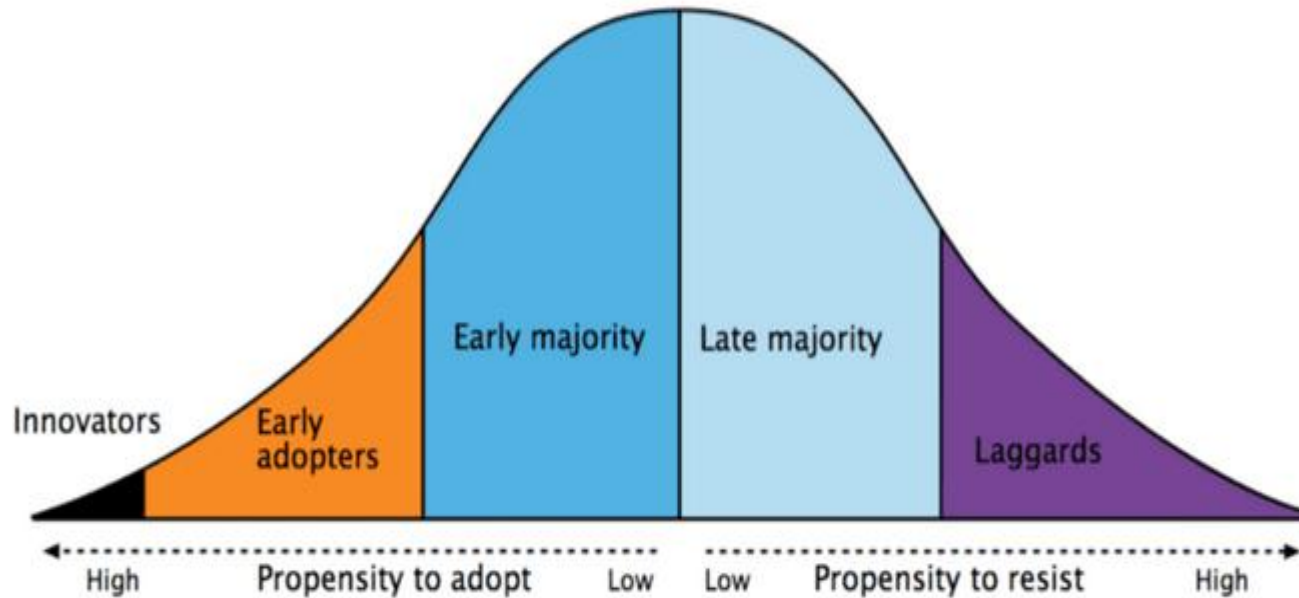 Early majority
Late majority
Innovators
Early
adopters
Laggards
High
Propensity to adopt
Low
Low
Propensity to resist
High